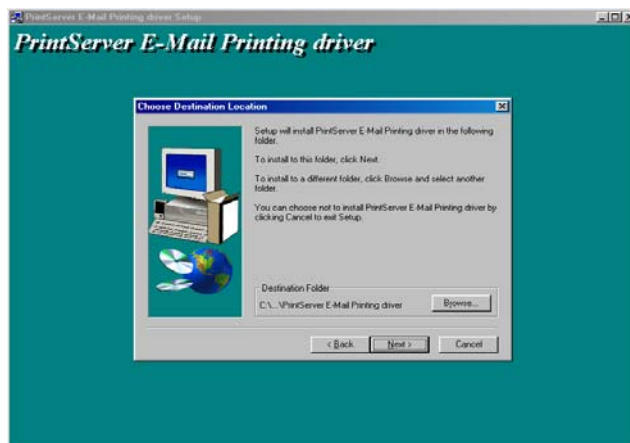 PrintServer E-Mail Printing driver Setup
PrintServer E-Mail Printing driver
Choose Destination Location
Setup will install PrintServer E-Mail Printing driver in the following
folder.
To install to this folder, click Next.
To install to a different folder, click Browse and select another
folder.
You can choose not to install PrintServer E-Mail Printing driver by
clicking Cancel to exit Setup.
Destination Folder
C:\...\PrintServer E-Mail Printing driver
Browse...
< Back
Next >
Cancel